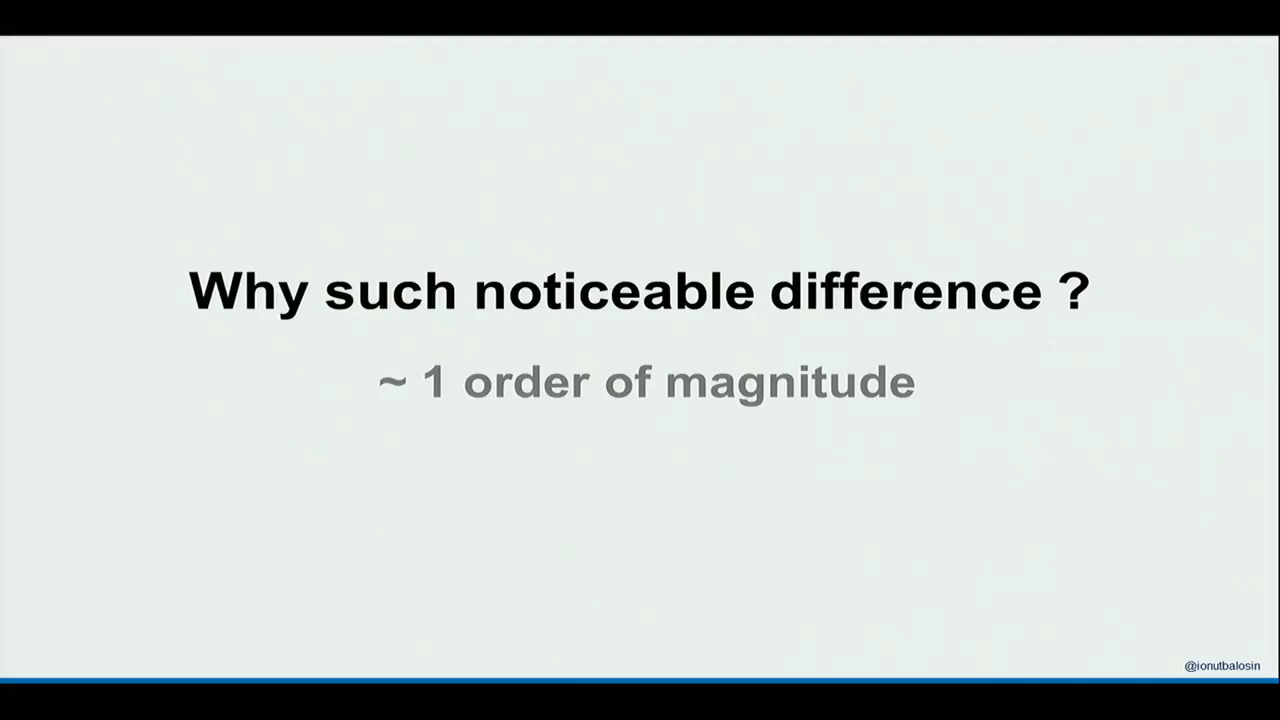 Why such noticeable difference ?
~ 1 order of magnitude
@ionutbalosin